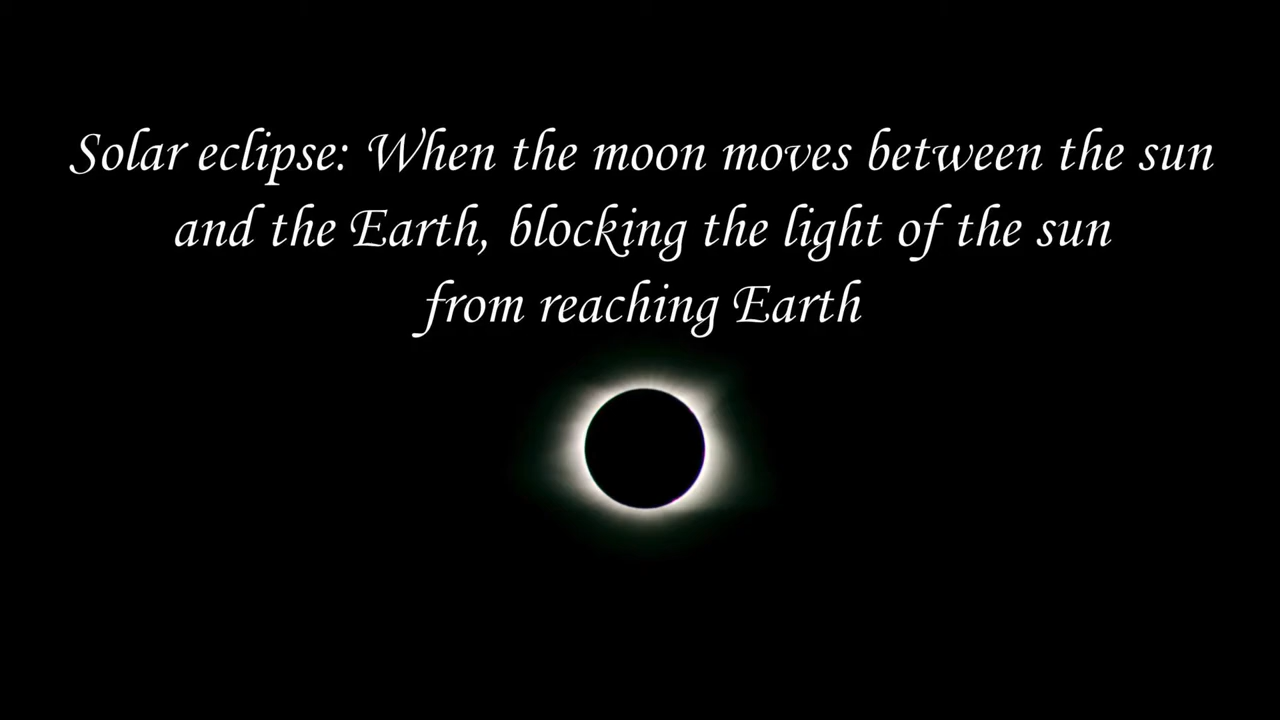 Solar eclipse: When the moon moves between the sun
and the Earth, blocking the light of the sun
from reaching Earth